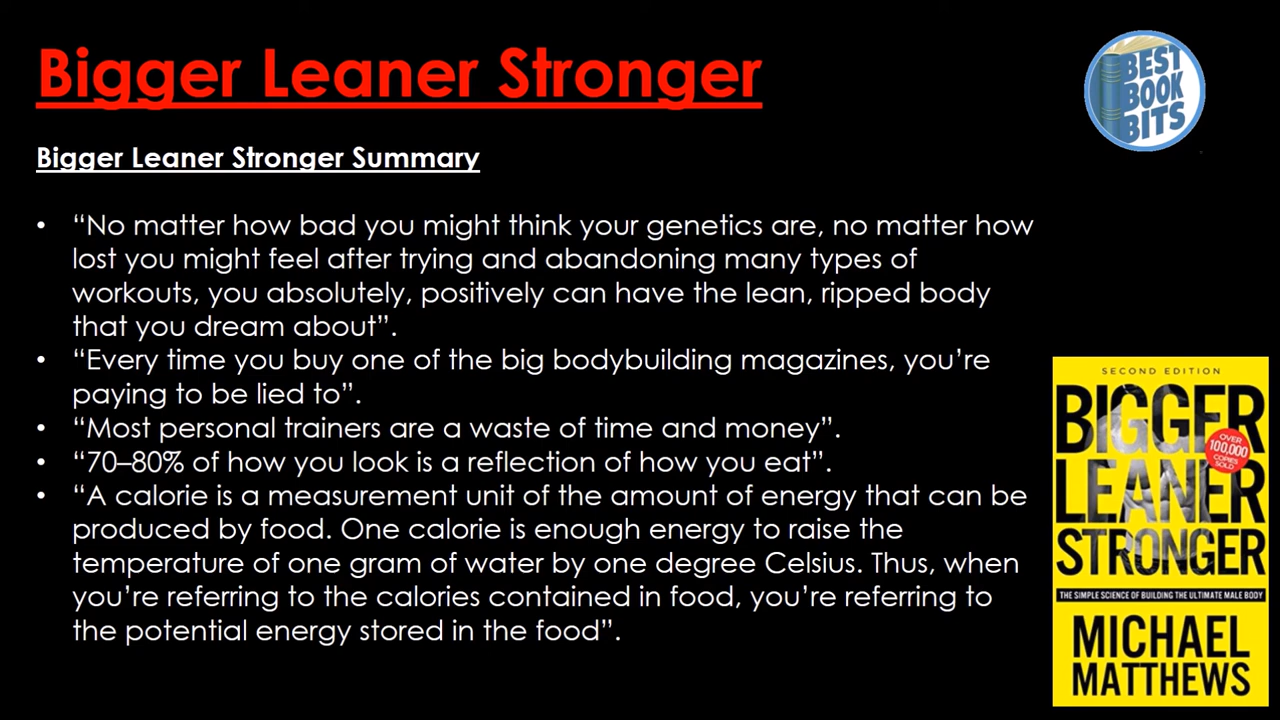 Bigger Leaner Stronger
BEST
BOOK
BITS
Bigger Leaner Stronger Summary
• “No matter how bad you might think your genetics are, no matter how
lost you might feel after trying and abandoning many types of
workouts, you absolutely, positively can have the lean, ripped body
that you dream about”.
• “Every time you buy one of the big bodybuilding magazines, you’re
paying to be lied to”.
• “Most personal trainers are a waste of time and money”.
• “70–80% of how you look is a reflection of how you eat”.
• “A calorie is a measurement unit of the amount of energy that can be
produced by food. One calorie is enough energy to raise the
temperature of one gram of water by one degree Celsius. Thus, when
you’re referring to the calories contained in food, you’re referring to
the potential energy stored in the food”.
SECOND EDITION
BIGGER
OVER
100,000
COPIES
SOLD
LEANER
STRONGER
THE SIMPLE SCIENCE OF BUILDING THE ULTIMATE MALE BODY
MICHAEL
MATTHEWS